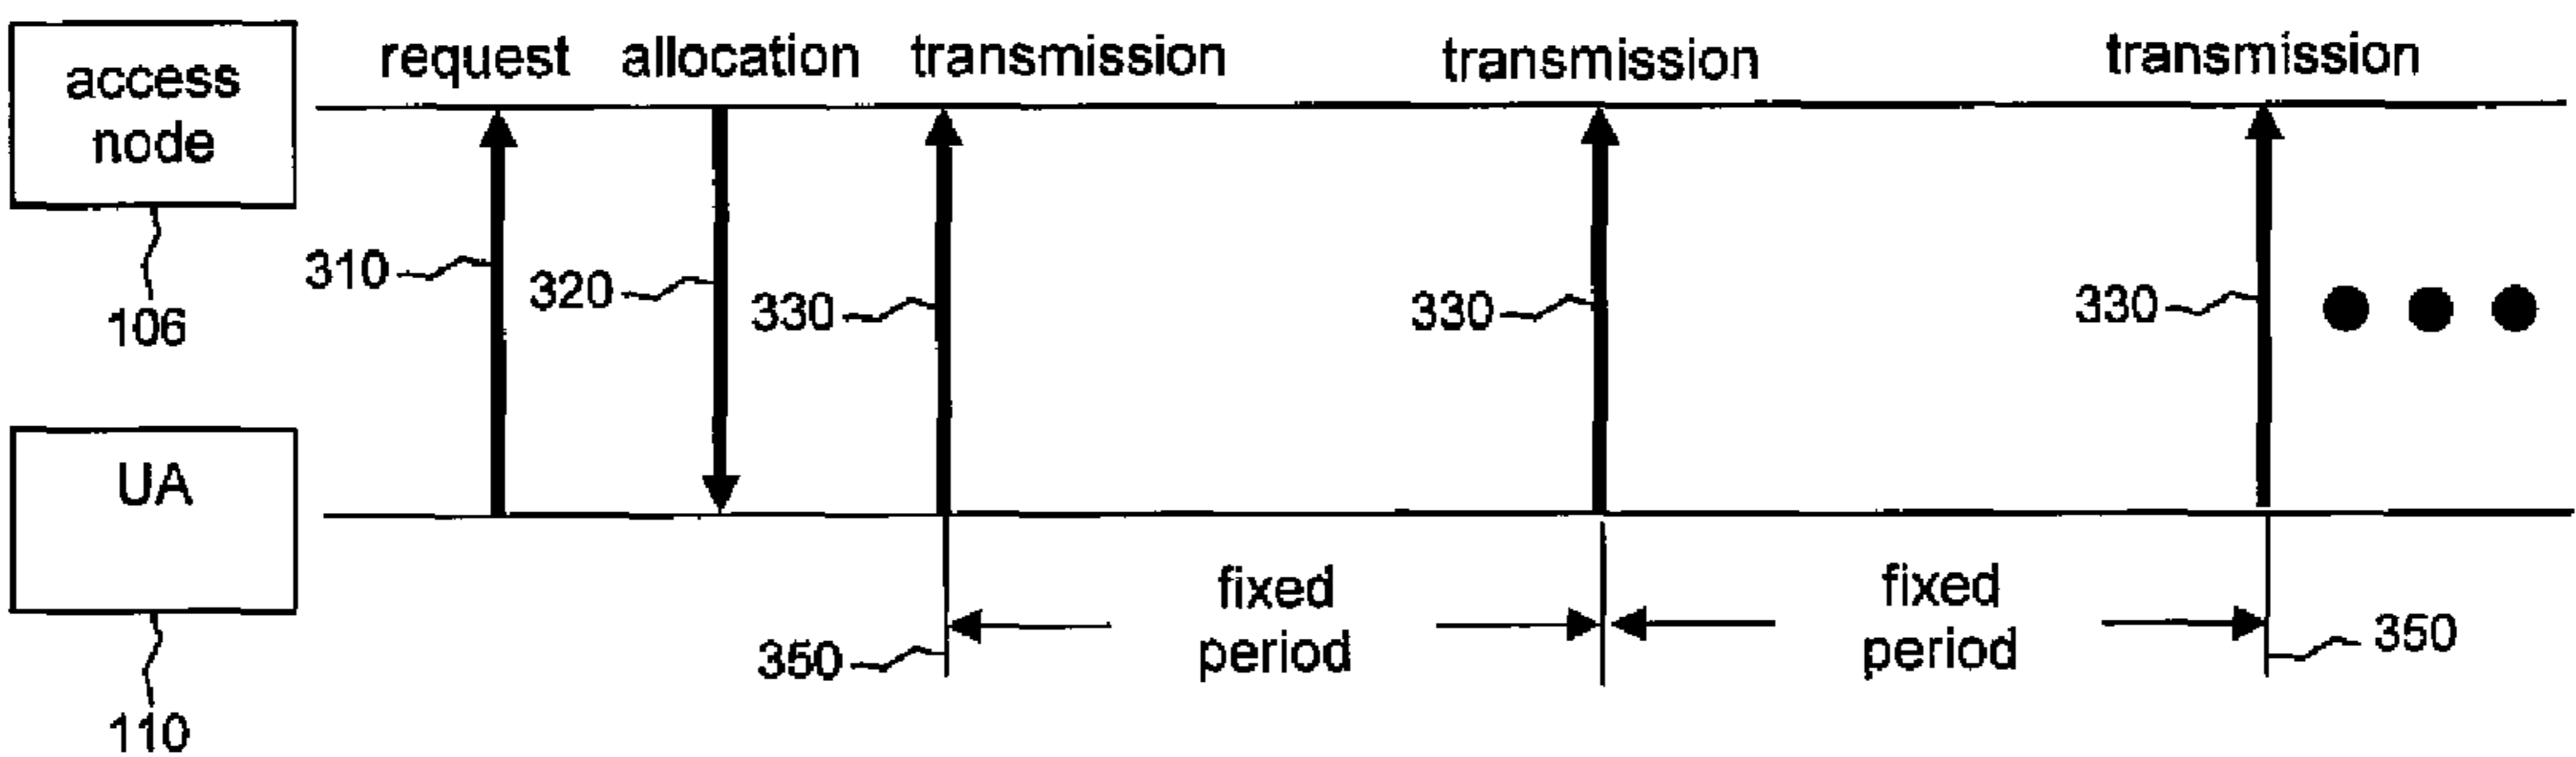 access
node
106
UA
110
request
allocation
transmission
transmission
transmission
310
320
330
330
330
350
fixed
period
fixed
period
350